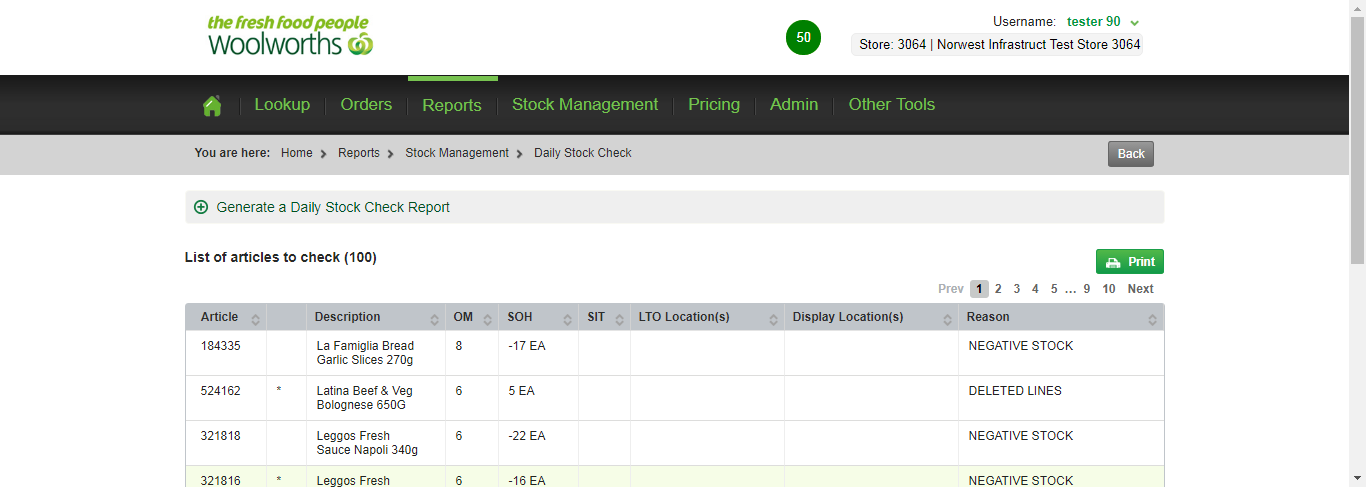 the fresh food people
Woolworths
50
Username: tester 90
Store: 3064 | Norwest Infrastruct Test Store 3064
Lookup Orders Reports Stock Management Pricing Admin Other Tools
You are here: Home Reports Stock Management Daily Stock Check Back
Generate a Daily Stock Check Report
List of articles to check (100)
Print
Prev 1 2 3 4 5 ... 9 10 Next
Article Description OM SOH SIT LTO Location(s) Display Location(s) Reason
184335 La Famiglia Bread 8 -17 EA NEGATIVE STOCK
Garlic Slices 270g
524162 * Latina Beef & Veg 6 5 EA DELETED LINES
Bolognese 650G
321818 Leggos Fresh 6 -22 EA NEGATIVE STOCK
Sauce Napoli 340g
321816 * Leggos Fresh 6 -16 EA NEGATIVE STOCK